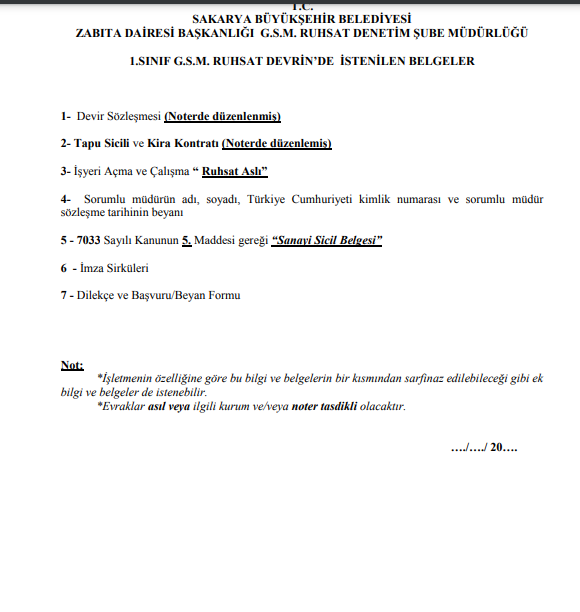 T.C.
SAKARYA BÜYÜKŞEHİR BELEDİYESİ
ZABITA DAİRESİ BAŞKANLIĞI G.S.M. RUHSAT DENETİM ŞUBE MÜDÜRLÜĞÜ
1.SINIF G.S.M. RUHSAT DEVRİN’DE İSTENİLEN BELGELER
1- Devir Sözleşmesi (Noterde düzenlenmiş)
2- Tapu Sicili ve Kira Kontratı (Noterde düzenlemiş)
3- İşyeri Açma ve Çalışma “ Ruhsat Aslı”
4- Sorumlu müdürün adı, soyadı, Türkiye Cumhuriyeti kimlik numarası ve sorumlu müdür
sözleşme tarihinin beyanı
5 - 7033 Sayılı Kanunun 5. Maddesi gereği “Sanayi Sicil Belgesi”
6 - İmza Sirküleri
7 - Dilekçe ve Başvuru/Beyan Formu
Not:
*İşletmenin özelliğine göre bu bilgi ve belgelerin bir kısmından sarfinaz edilebileceği gibi ek
bilgi ve belgeler de istenebilir.
*Evraklar asıl veya ilgili kurum ve/veya noter tasdikli olacaktır.
…./…./ 20….